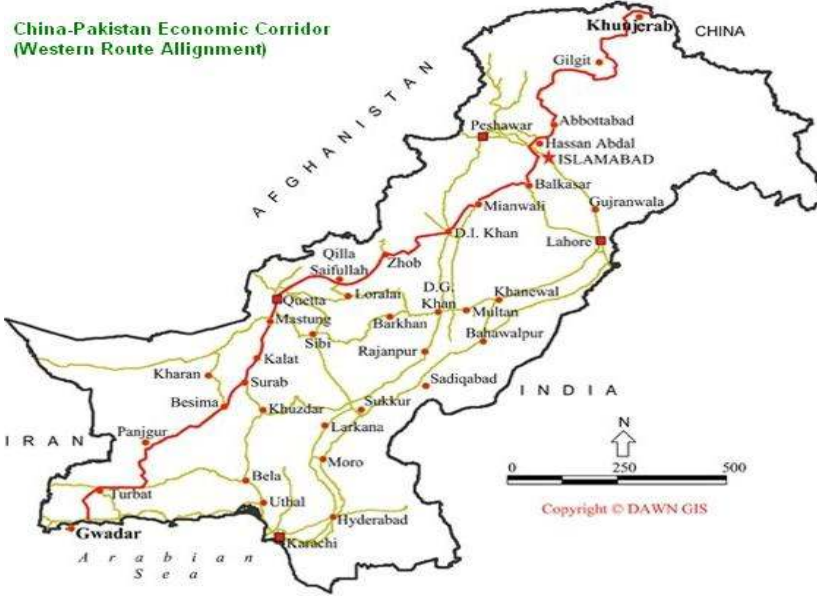 China-Pakistan Economic Corridor
(Western Route Allignment)
Khunjerab
CHINA
Gilgit
AFGHANISTAN
Abbottabad
Peshawar
Hassan Abdal
ISLAMABAD
Balkasar
Mianwali
Gujranwala
D.I. Khan
Lahore
Qilla
Saifullah
Zhob
Loralai
D.G.
Khan
Khanewal
Quetta
Mastung
Barkhan
Multan
Sibi
Bahawalpur
Rajanpur
Kalat
Kharan
Surab
Sadiqabad
INDIA
Besima
Khuzdar
Sukkur
Larkana
IRAN
Panjgur
N
Moro
0 250 500
Bela
Turbat
Uthal
Copyright © DAWN GIS
Hyderabad
Gwadar
Karachi
Arabian
Sea